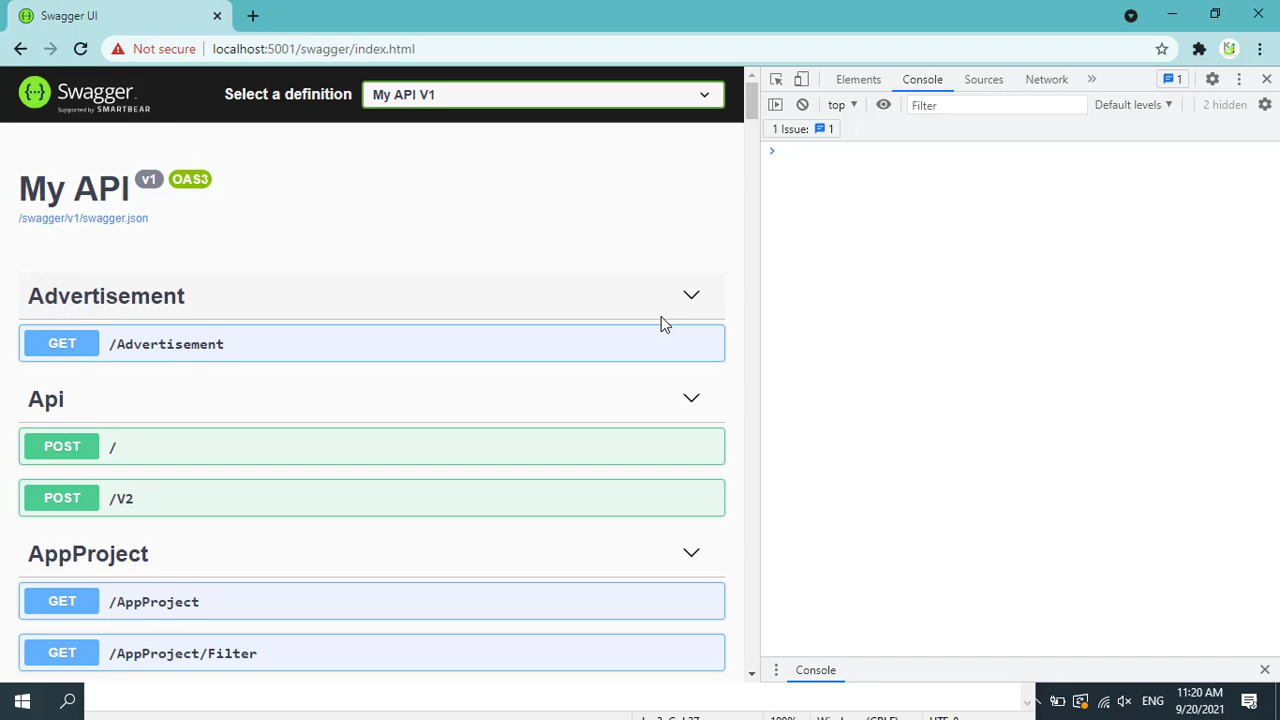 Swagger UI
Not secure localhost:5001/swagger/index.html
Swagger
Supported by SMARTBEAR
Select a definition
My API V1
My API v1 OAS3
/swagger/v1/swagger.json
Advertisement
GET /Advertisement
Api
POST /
POST /V2
AppProject
GET /AppProject
GET /AppProject/Filter
Elements Console Sources Network » 1
top Filter Default levels 2 hidden
1 Issue: 1
>
Console
ENG
11:20 AM
9/20/2021
100%